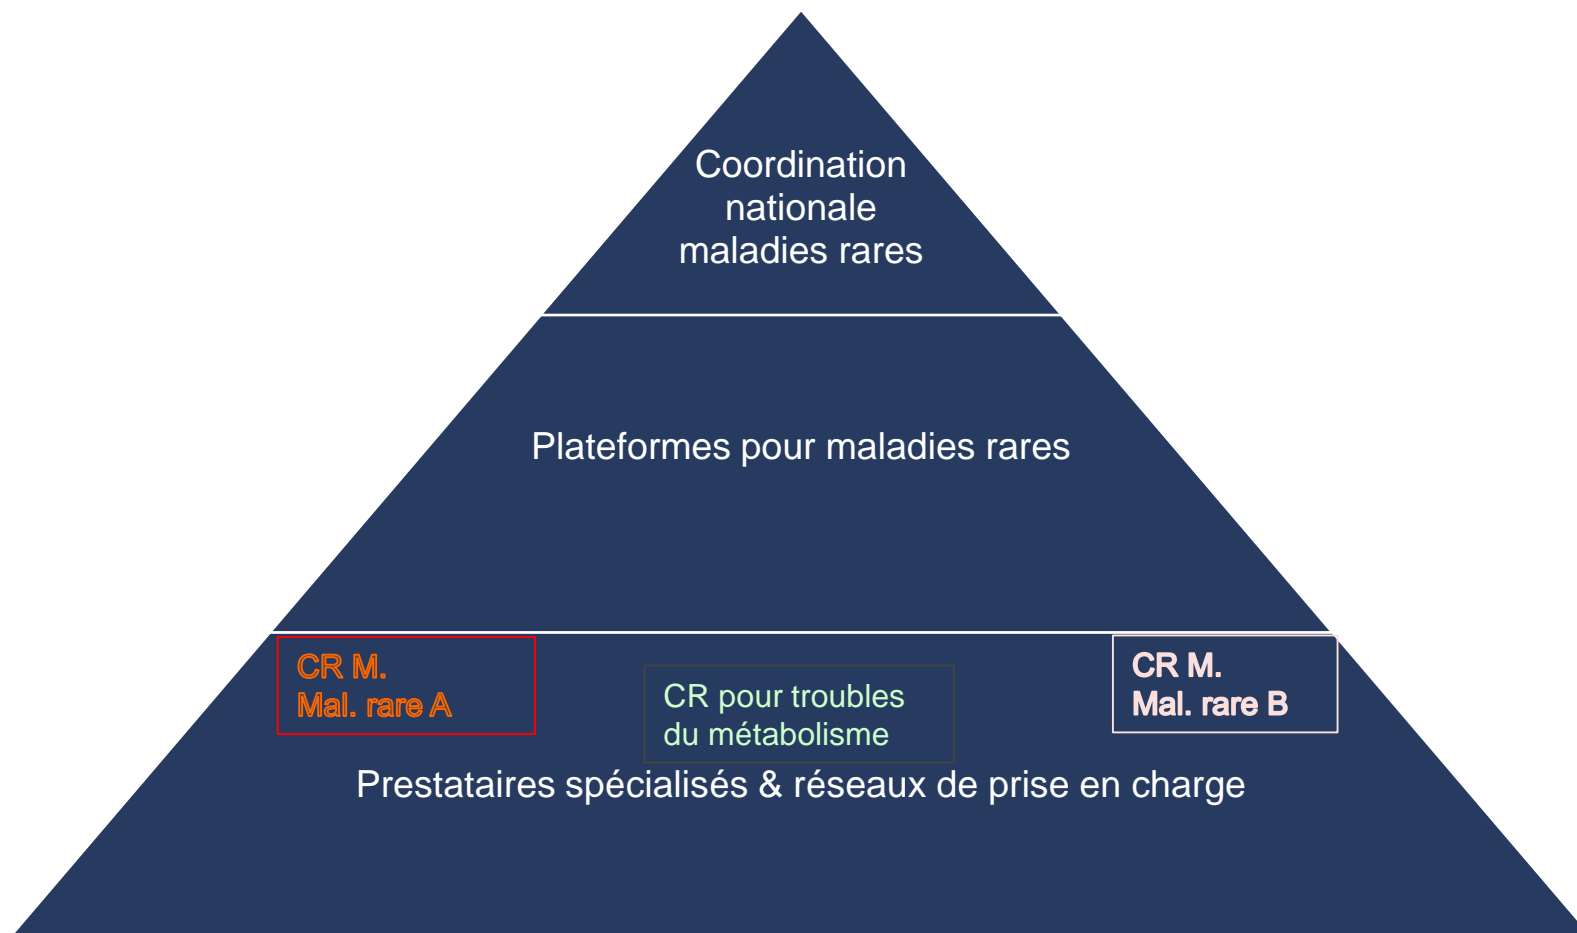 Coordination
nationale
maladies rares
Plateformes pour maladies rares
CR M.
Mal. rare A
CR pour troubles
du métabolisme
CR M.
Mal. rare B
Prestataires spécialisés & réseaux de prise en charge